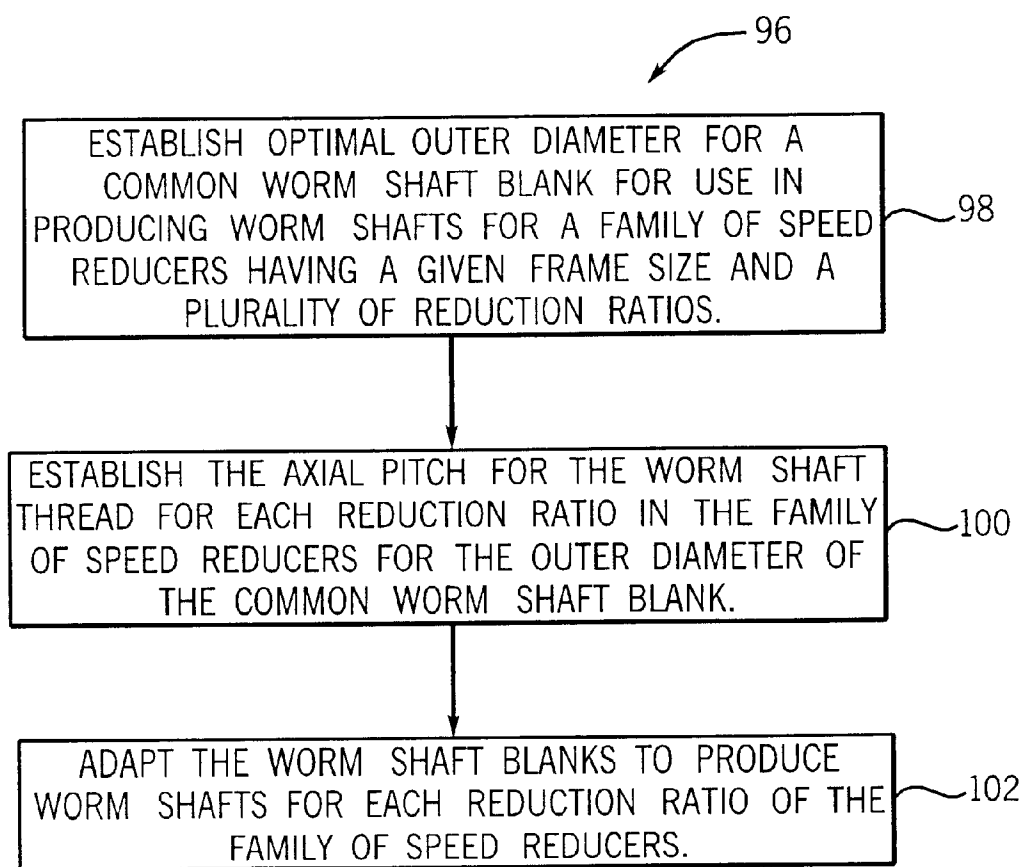 96
ESTABLISH OPTIMAL OUTER DIAMETER FOR A
COMMON WORM SHAFT BLANK FOR USE IN
PRODUCING WORM SHAFTS FOR A FAMILY OF SPEED
REDUCERS HAVING A GIVEN FRAME SIZE AND A
PLURALITY OF REDUCTION RATIOS.
98
ESTABLISH THE AXIAL PITCH FOR THE WORM SHAFT
THREAD FOR EACH REDUCTION RATIO IN THE FAMILY
OF SPEED REDUCERS FOR THE OUTER DIAMETER OF
THE COMMON WORM SHAFT BLANK.
100
ADAPT THE WORM SHAFT BLANKS TO PRODUCE
WORM SHAFTS FOR EACH REDUCTION RATIO OF THE
FAMILY OF SPEED REDUCERS.
102